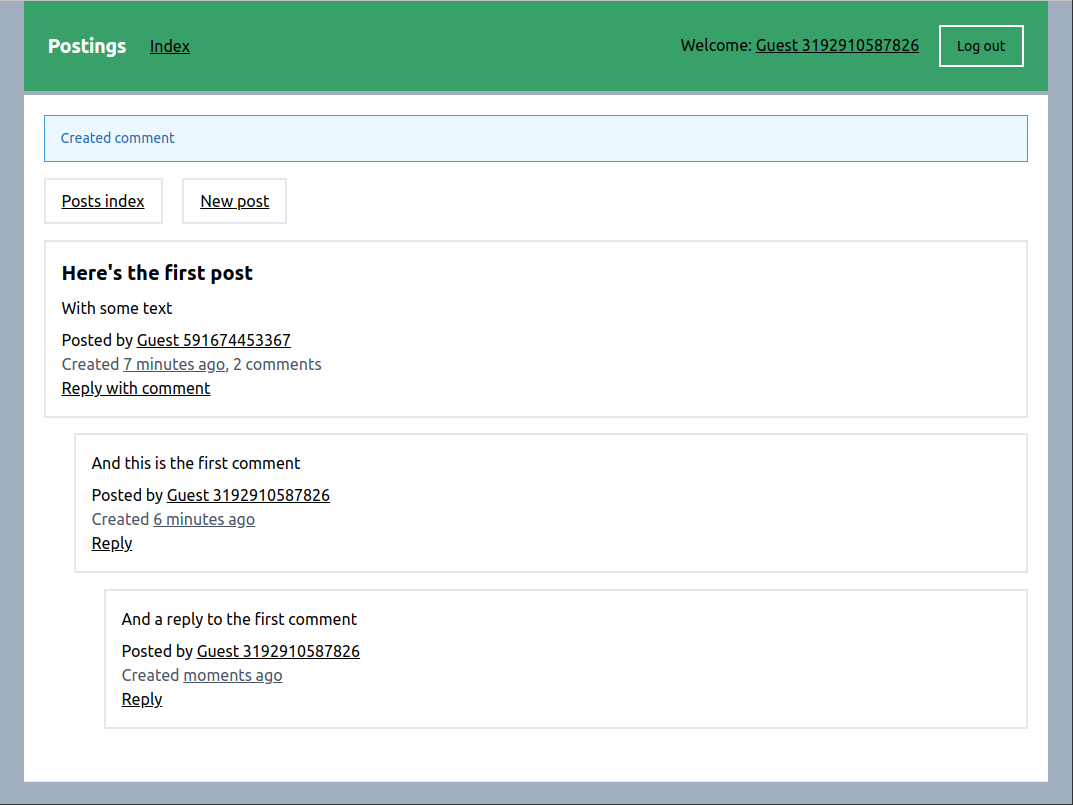 Postings Index Welcome: Guest 3192910587826 Log out
Created comment
Posts index New post
Here's the first post
With some text
Posted by Guest 591674453367
Created 7 minutes ago, 2 comments
Reply with comment
And this is the first comment
Posted by Guest 3192910587826
Created 6 minutes ago
Reply
And a reply to the first comment
Posted by Guest 3192910587826
Created moments ago
Reply